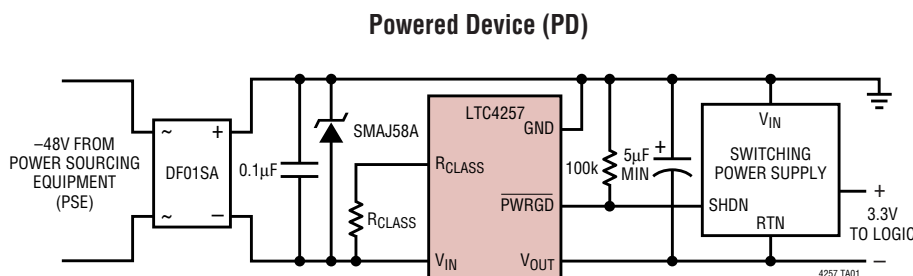 Powered Device (PD)
–48V FROM
POWER SOURCING
EQUIPMENT
(PSE)
~ +
DF01SA
~ –
0.1µF
SMAJ58A
RCLASS
LTC4257
GND
RCLASS
PWRGD
VIN
VOUT
100k
5µF
MIN
+
VIN
SWITCHING
POWER SUPPLY
SHDN
RTN
+
3.3V
TO LOGIC
–
4257 TA01